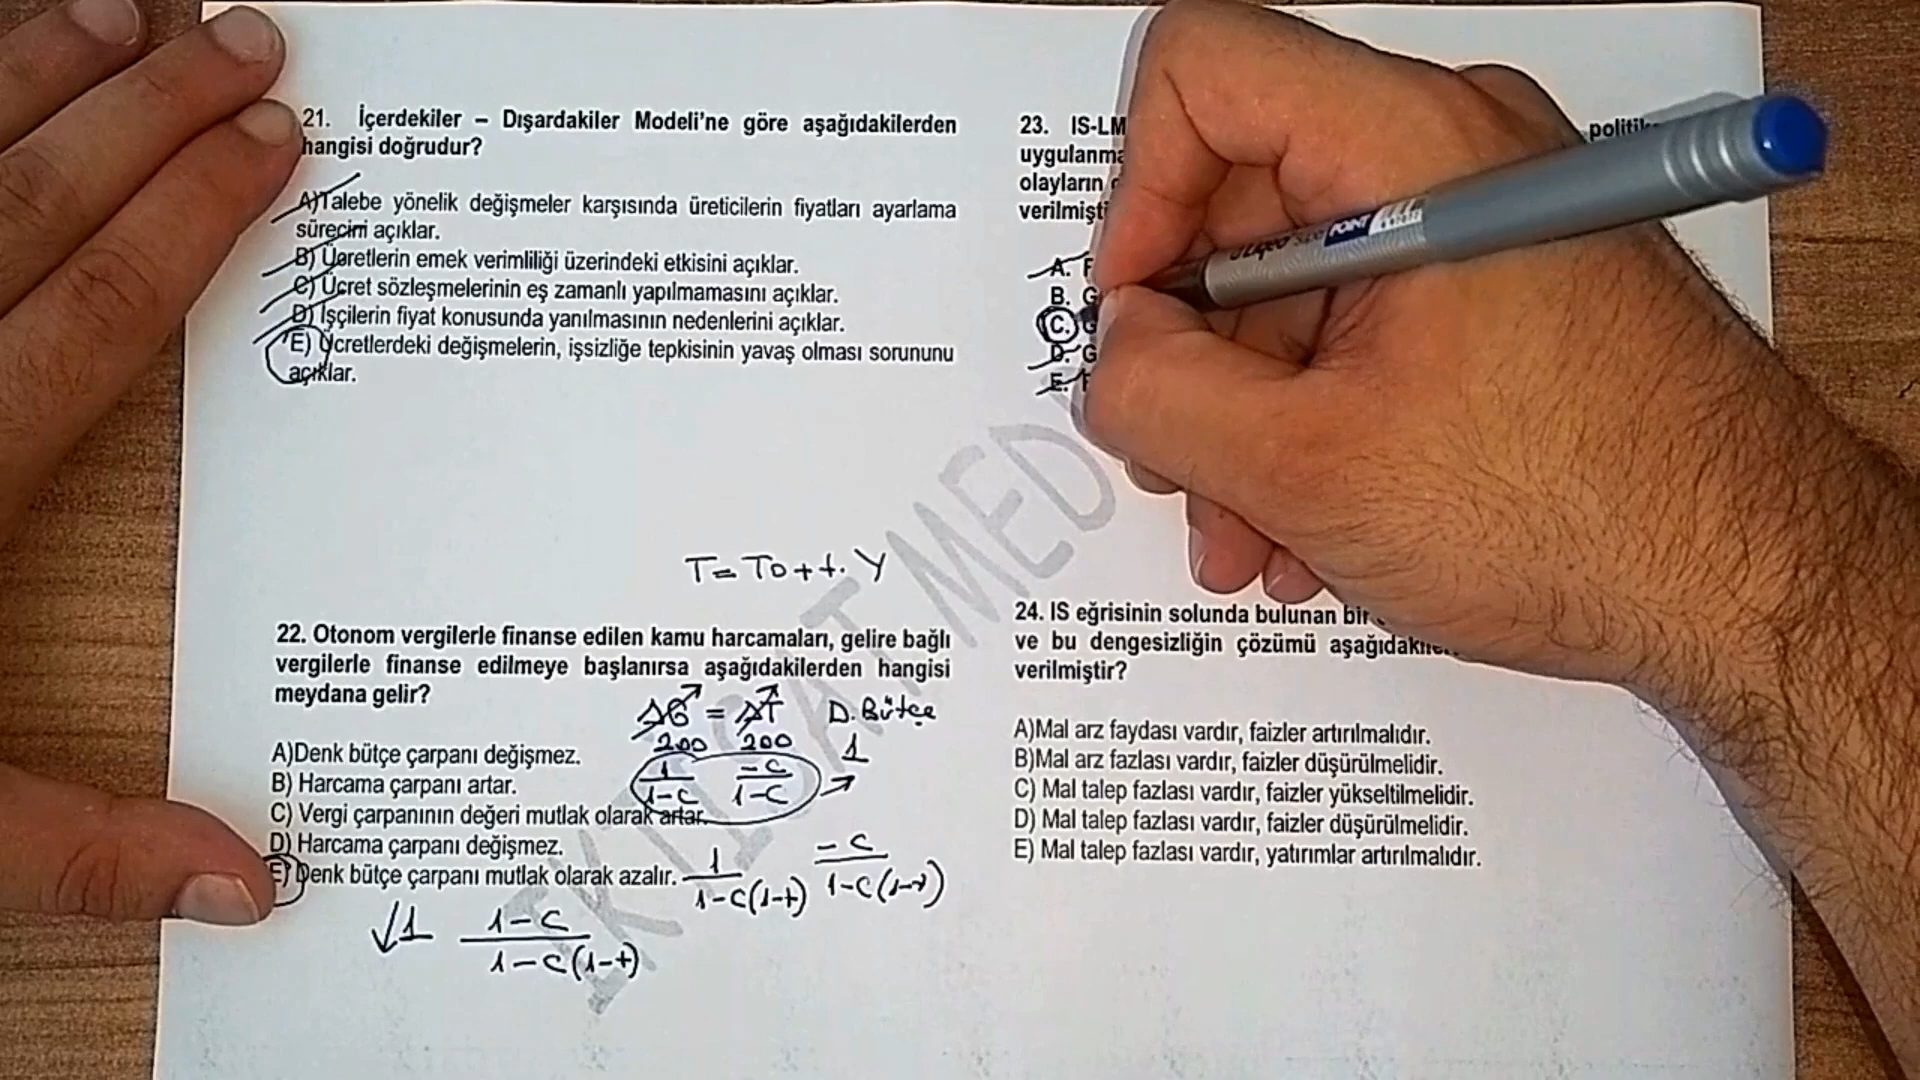 21. İçerdekiler – Dışardakiler Modeli'ne göre aşağıdakilerden
hangisi doğrudur?
A)Talebe yönelik değişmeler karşısında üreticilerin fiyatları ayarlama
sürecini açıklar.
B) Ücretlerin emek verimliliği üzerindeki etkisini açıklar.
C) Ücret sözleşmelerinin eş zamanlı yapılmamasını açıklar.
D) İşçilerin fiyat konusunda yanılmasının nedenlerini açıklar.
E) Ücretlerdeki değişmelerin, işsizliğe tepkisinin yavaş olması sorununu
açıklar.
T = T0 + t. Y
22. Otonom vergilerle finanse edilen kamu harcamaları, gelire bağlı
vergilerle finanse edilmeye başlanırsa aşağıdakilerden hangisi
meydana gelir?
ΔG = ΔT D. Bütçe
200 200 1
1/1-C -C/1-C
A)Denk bütçe çarpanı değişmez.
B) Harcama çarpanı artar.
C) Vergi çarpanının değeri mutlak olarak artar.
D) Harcama çarpanı değişmez.
E) Denk bütçe çarpanı mutlak olarak azalır.
1/1-C(1-t) -C/1-C(1-t)
↓1 1-C/1-C(1-t)
23. IS-LM politik
olayların
A.
B. G
C. G
D. G
E.
24. IS eğrisinin solunda bulunan bir
ve bu dengesizliğin çözümü
verilmiştir?
A)Mal arz faydası vardır, faizler artırılmalıdır.
B)Mal arz fazlası vardır, faizler düşürülmelidir.
C) Mal talep fazlası vardır, faizler yükseltilmelidir.
D) Mal talep fazlası vardır, faizler düşürülmelidir.
E) Mal talep fazlası vardır, yatırımlar artırılmalıdır.
POINT
İKTİSAT MED